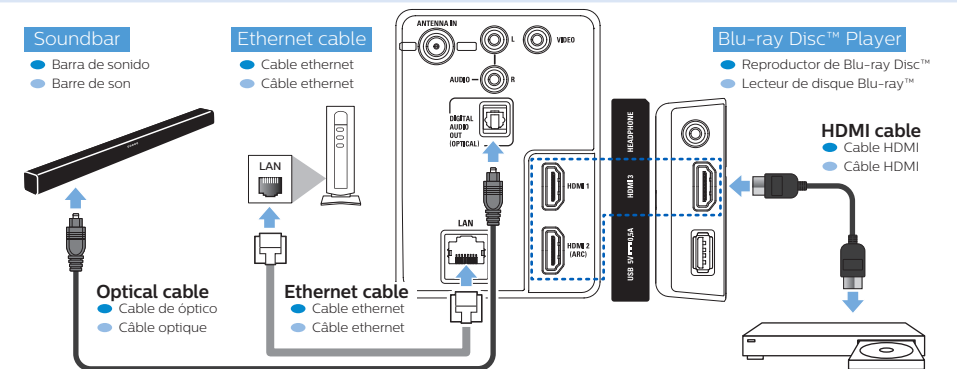 Soundbar
Barra de sonido
Barre de son
Ethernet cable
Cable ethernet
Câble ethernet
LAN
Optical cable
Cable de óptico
Câble optique
Ethernet cable
Cable ethernet
Câble ethernet
ANTENNA IN
L
VIDEO
AUDIO
R
DIGITAL
AUDIO
OUT
(OPTICAL)
LAN
HDMI 1
HDMI 2
(ARC)
HEADPHONE
HDMI 3
USB 5V⎓0,5A
Blu-ray Disc™ Player
Reproductor de Blu-ray Disc™
Lecteur de disque Blu-ray™
HDMI cable
Cable HDMI
Câble HDMI